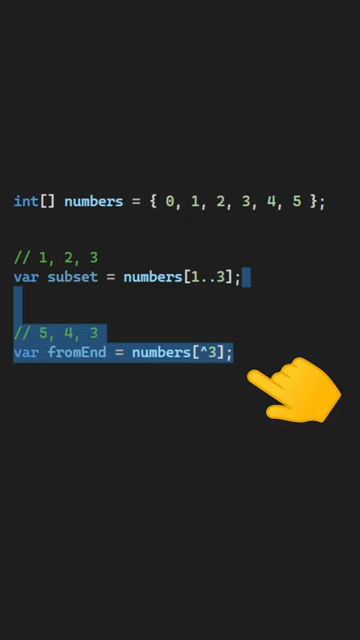 int[] numbers = { 0, 1, 2, 3, 4, 5 };
// 1, 2, 3
var subset = numbers[1..3];
// 5, 4, 3
var fromEnd = numbers[^3];